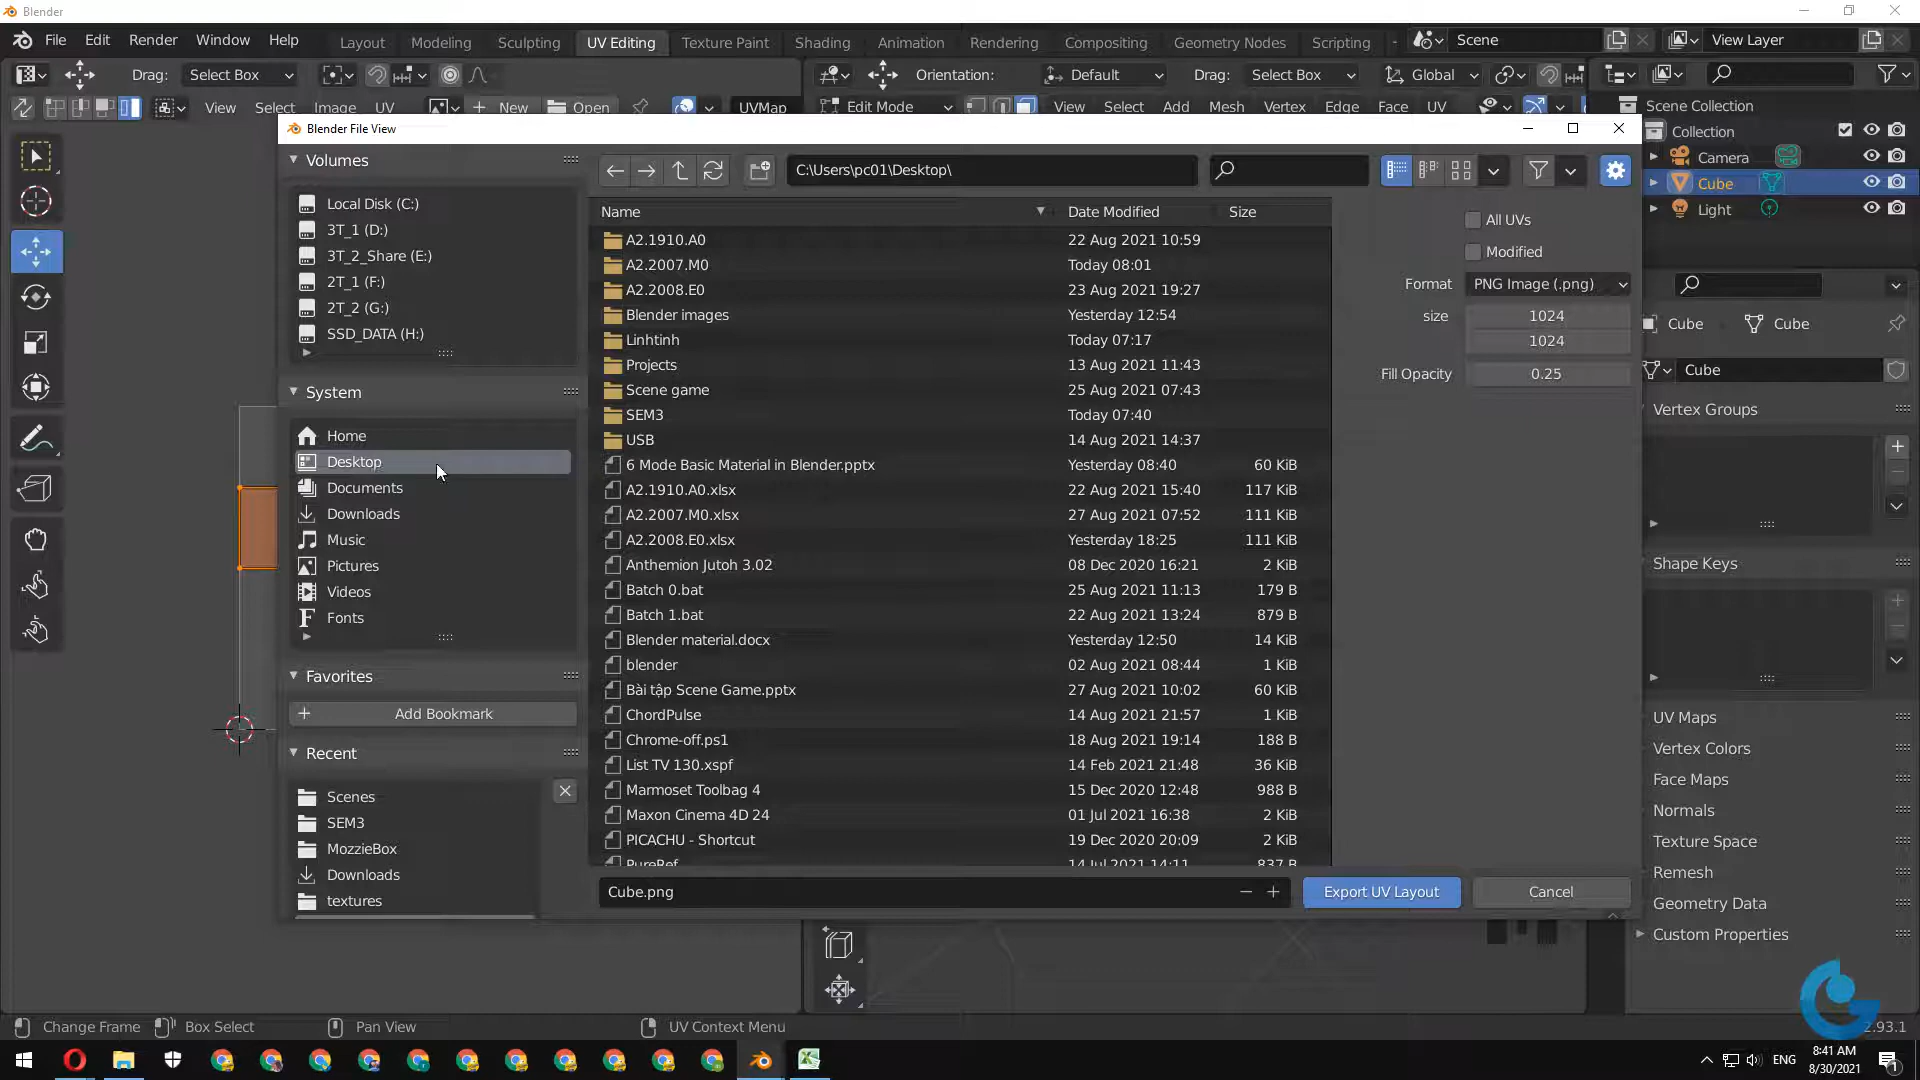 Blender
File Edit Render Window Help Layout Modeling Sculpting UV Editing Texture Paint Shading Animation Rendering Compositing Geometry Nodes Scripting Scene View Layer
Drag: Select Box Orientation: Default Drag: Select Box Global
View Select Image UV New Open UVMap Edit Mode View Select Add Mesh Vertex Edge Face UV Scene Collection
Blender File View
Collection
Camera
Cube
Light
Volumes
Local Disk (C:)
3T_1 (D:)
3T_2_Share (E:)
2T_1 (F:)
2T_2 (G:)
SSD_DATA (H:)
System
Home
Desktop
Documents
Downloads
Music
Pictures
Videos
Fonts
Favorites
Add Bookmark
Recent
Scenes
SEM3
MozzieBox
Downloads
textures
C:\Users\pc01\Desktop\
Name Date Modified Size
A2.1910.A0 22 Aug 2021 10:59
A2.2007.M0 Today 08:01
A2.2008.E0 23 Aug 2021 19:27
Blender images Yesterday 12:54
Linhtinh Today 07:17
Projects 13 Aug 2021 11:43
Scene game 25 Aug 2021 07:43
SEM3 Today 07:40
USB 14 Aug 2021 14:37
6 Mode Basic Material in Blender.pptx Yesterday 08:40 60 KiB
A2.1910.A0.xlsx 22 Aug 2021 15:40 117 KiB
A2.2007.M0.xlsx 27 Aug 2021 07:52 111 KiB
A2.2008.E0.xlsx Yesterday 18:25 111 KiB
Anthemion Jutoh 3.02 08 Dec 2020 16:21 2 KiB
Batch 0.bat 25 Aug 2021 11:13 179 B
Batch 1.bat 22 Aug 2021 13:24 879 B
Blender material.docx Yesterday 12:50 14 KiB
blender 02 Aug 2021 08:44 1 KiB
Bài tập Scene Game.pptx 27 Aug 2021 10:02 60 KiB
ChordPulse 14 Aug 2021 21:57 1 KiB
Chrome-off.ps1 18 Aug 2021 19:14 188 B
List TV 130.xspf 14 Feb 2021 21:48 36 KiB
Marmoset Toolbag 4 15 Dec 2020 12:48 988 B
Maxon Cinema 4D 24 01 Jul 2021 16:38 2 KiB
PICACHU - Shortcut 19 Dec 2020 20:09 2 KiB
PureRef 14 Jul 2021 14:11 837 B
Cube.png
Export UV Layout Cancel
All UVs
Modified
Format PNG Image (.png)
size 1024
1024
Fill Opacity 0.25
Cube Cube
Cube
Vertex Groups
Shape Keys
UV Maps
Vertex Colors
Face Maps
Normals
Texture Space
Remesh
Geometry Data
Custom Properties
Change Frame Box Select Pan View UV Context Menu 2.93.1
ENG
8:41 AM
8/30/2021
1